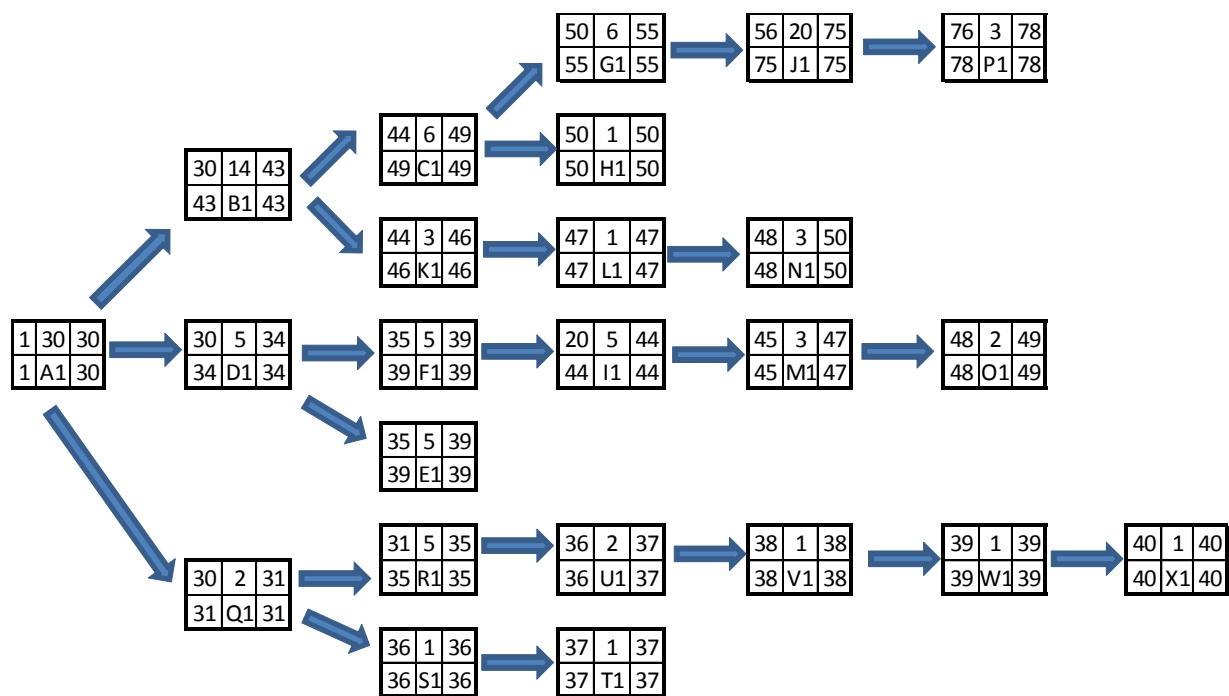 50 6 55
55 G1 55
56 20 75
75 J1 75
76 3 78
78 P1 78
44 6 49
49 C1 49
50 1 50
50 H1 50
30 14 43
43 B1 43
44 3 46
46 K1 46
47 1 47
47 L1 47
48 3 50
48 N1 50
1 30 30
1 A1 30
30 5 34
34 D1 34
35 5 39
39 F1 39
20 5 44
44 I1 44
45 3 47
45 M1 47
48 2 49
48 O1 49
35 5 39
39 E1 39
30 2 31
31 Q1 31
31 5 35
35 R1 35
36 2 37
36 U1 37
38 1 38
38 V1 38
39 1 39
39 W1 39
40 1 40
40 X1 40
36 1 36
36 S1 36
37 1 37
37 T1 37